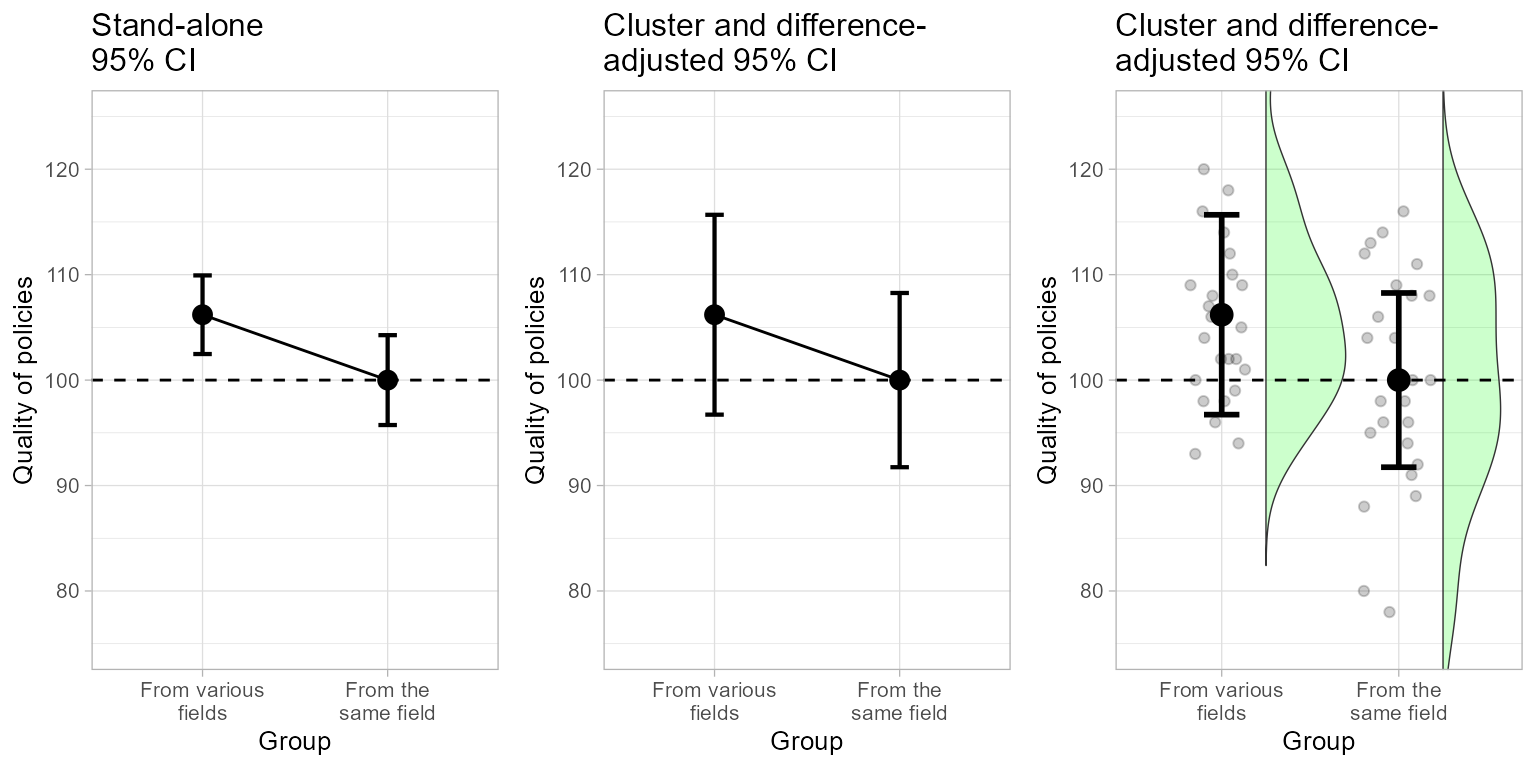 Stand-alone
95% CI
Cluster and difference-
adjusted 95% CI
Cluster and difference-
adjusted 95% CI
Quality of policies
120
110
100
90
80
From various
fields
From the
same field
Group
Quality of policies
120
110
100
90
80
From various
fields
From the
same field
Group
Quality of policies
120
110
100
90
80
From various
fields
From the
same field
Group